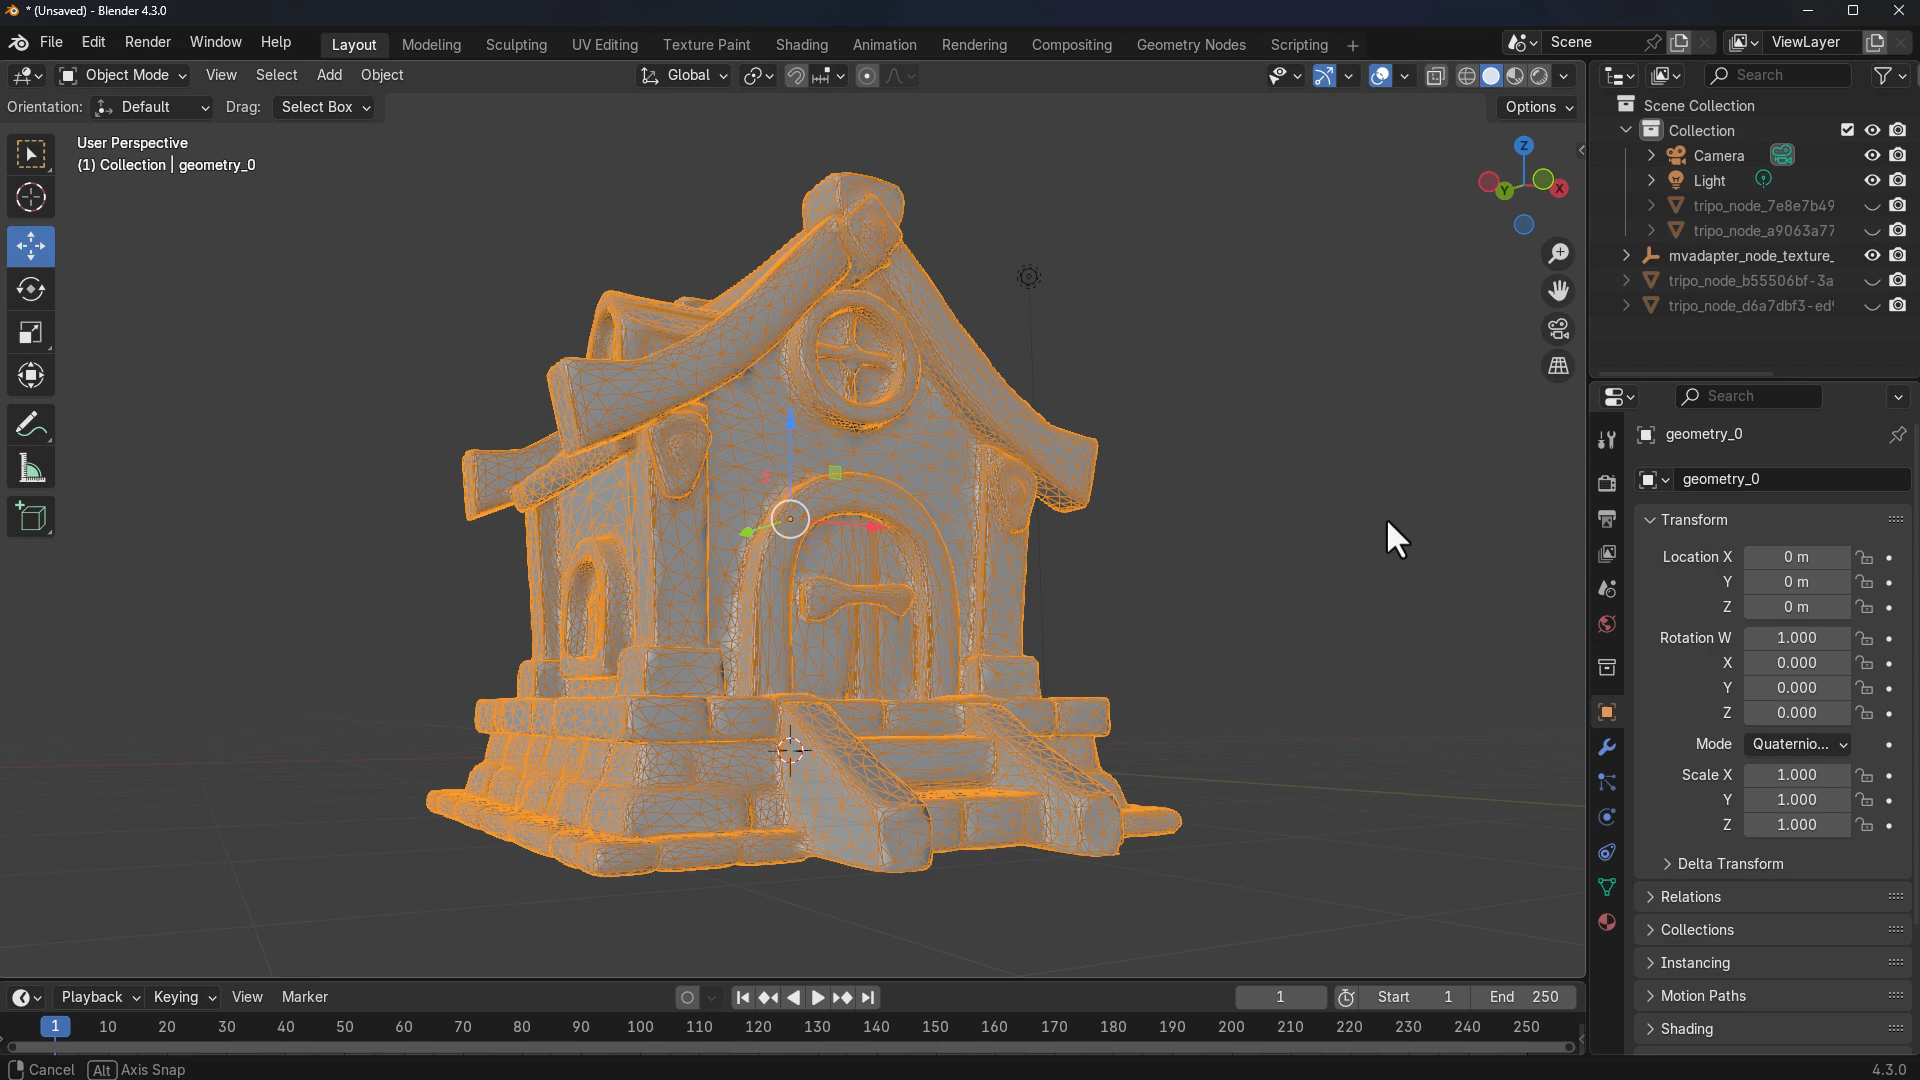 * (Unsaved) - Blender 4.3.0
File Edit Render Window Help Layout Modeling Sculpting UV Editing Texture Paint Shading Animation Rendering Compositing Geometry Nodes Scripting + Scene ViewLayer
Object Mode View Select Add Object Global Search
Orientation: Default Drag: Select Box Options
User Perspective
(1) Collection | geometry_0
Z
Y
X
Scene Collection
Collection
Camera
Light
tripo_node_7e8e7b49
tripo_node_a9063a77
mvadapter_node_texture_
tripo_node_b55506bf-3a
tripo_node_d6a7dbf3-ed
Search
geometry_0
geometry_0
Transform
Location X 0 m
Y 0 m
Z 0 m
Rotation W 1.000
X 0.000
Y 0.000
Z 0.000
Mode Quaternio...
Scale X 1.000
Y 1.000
Z 1.000
Delta Transform
Relations
Collections
Instancing
Motion Paths
Shading
Playback Keying View Marker 1 Start 1 End 250
1 10 20 30 40 50 60 70 80 90 100 110 120 130 140 150 160 170 180 190 200 210 220 230 240 250
Cancel Alt Axis Snap 4.3.0